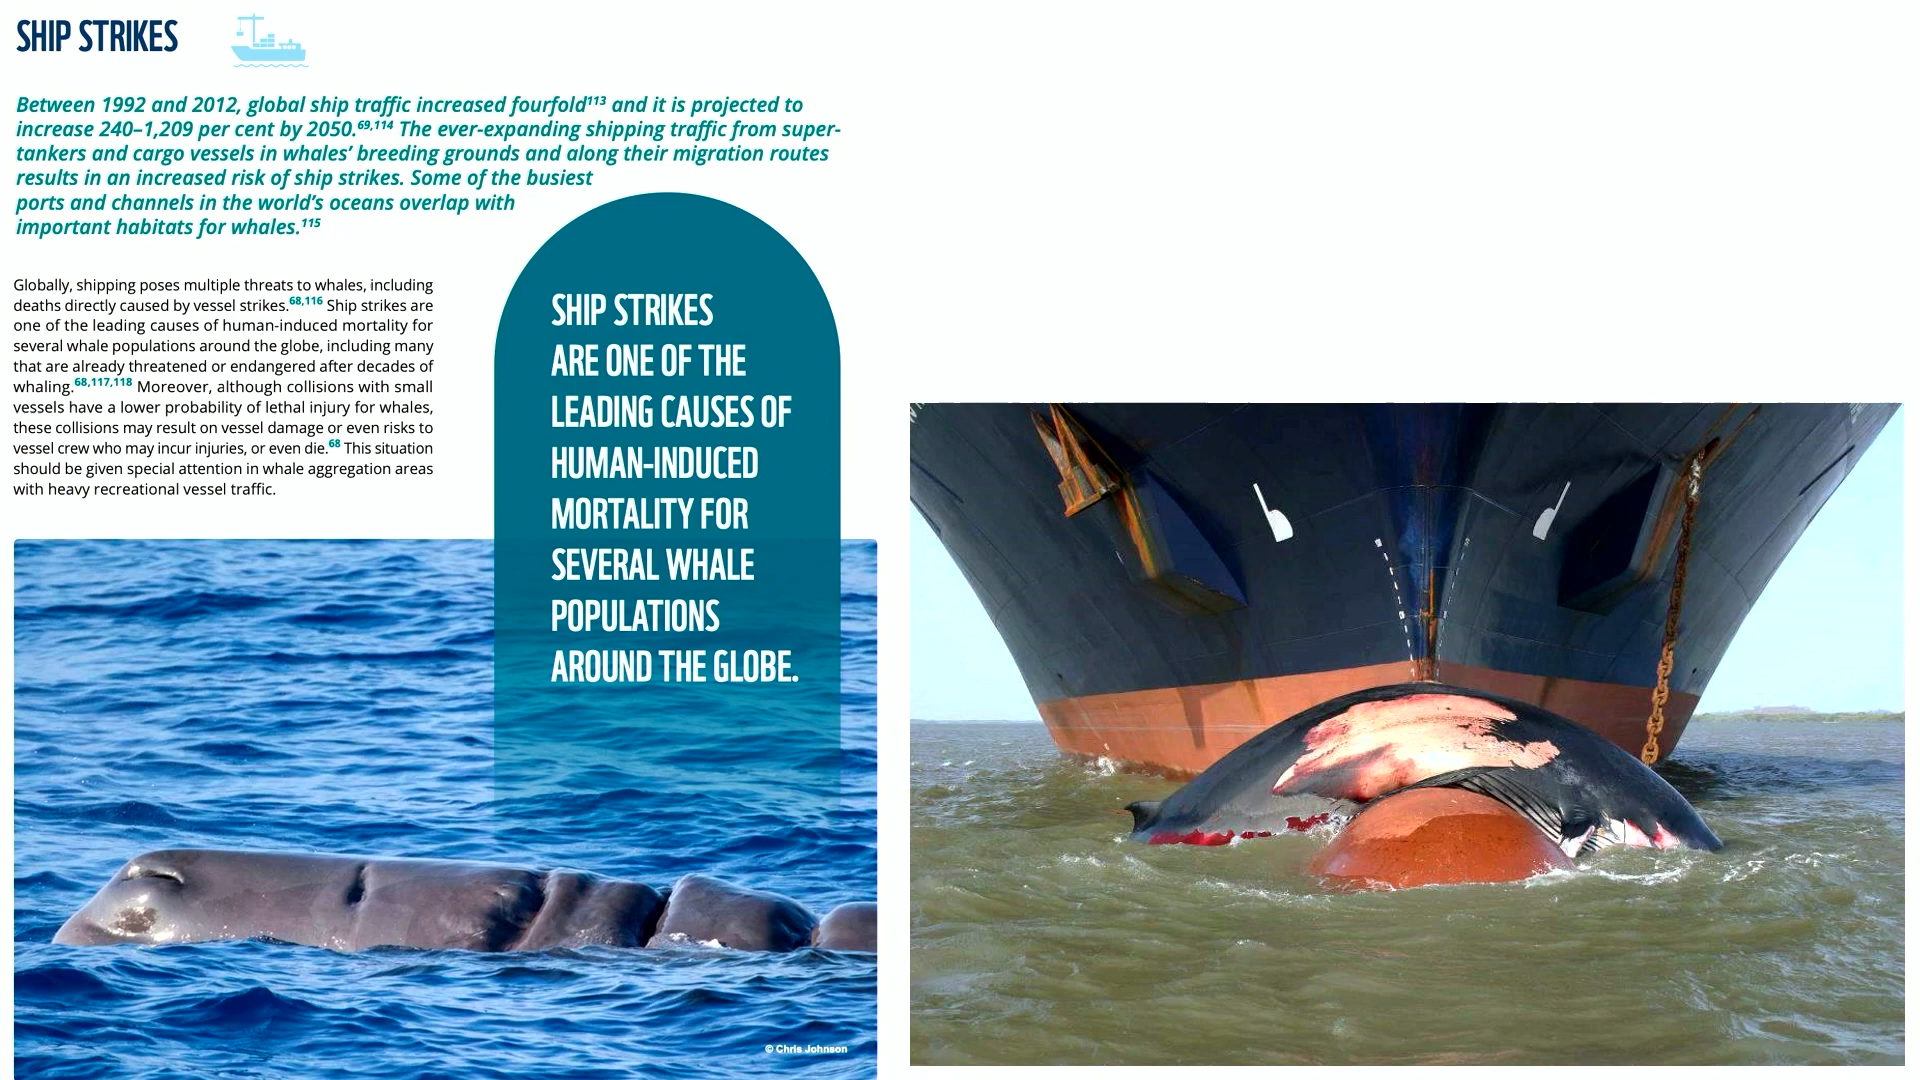 SHIP STRIKES
Between 1992 and 2012, global ship traffic increased fourfold¹¹³ and it is projected to
increase 240–1,209 per cent by 2050.⁶⁹,¹¹⁴ The ever-expanding shipping traffic from super-
tankers and cargo vessels in whales’ breeding grounds and along their migration routes
results in an increased risk of ship strikes. Some of the busiest
ports and channels in the world’s oceans overlap with
important habitats for whales.¹¹⁵
Globally, shipping poses multiple threats to whales, including
deaths directly caused by vessel strikes.⁶⁸,¹¹⁶ Ship strikes are
one of the leading causes of human-induced mortality for
several whale populations around the globe, including many
that are already threatened or endangered after decades of
whaling.⁶⁸,¹¹⁷,¹¹⁸ Moreover, although collisions with small
vessels have a lower probability of lethal injury for whales,
these collisions may result on vessel damage or even risks to
vessel crew who may incur injuries, or even die.⁶⁸ This situation
should be given special attention in whale aggregation areas
with heavy recreational vessel traffic.
SHIP STRIKES
ARE ONE OF THE
LEADING CAUSES OF
HUMAN-INDUCED
MORTALITY FOR
SEVERAL WHALE
POPULATIONS
AROUND THE GLOBE.
© Chris Johnson